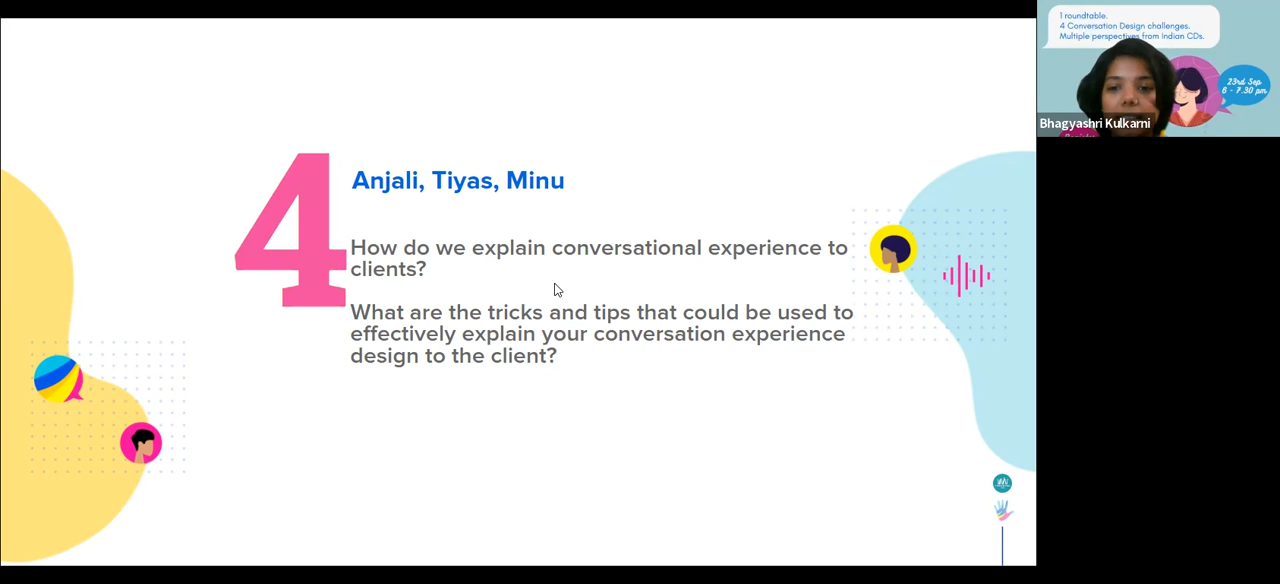 4
Anjali, Tiyas, Minu
How do we explain conversational experience to
clients?
What are the tricks and tips that could be used to
effectively explain your conversation experience
design to the client?
1 roundtable.
4 Conversation Design challenges.
Multiple perspectives from Indian CDs.
23rd Sep
6 - 7.30 pm
Bhagyashri Kulkarni